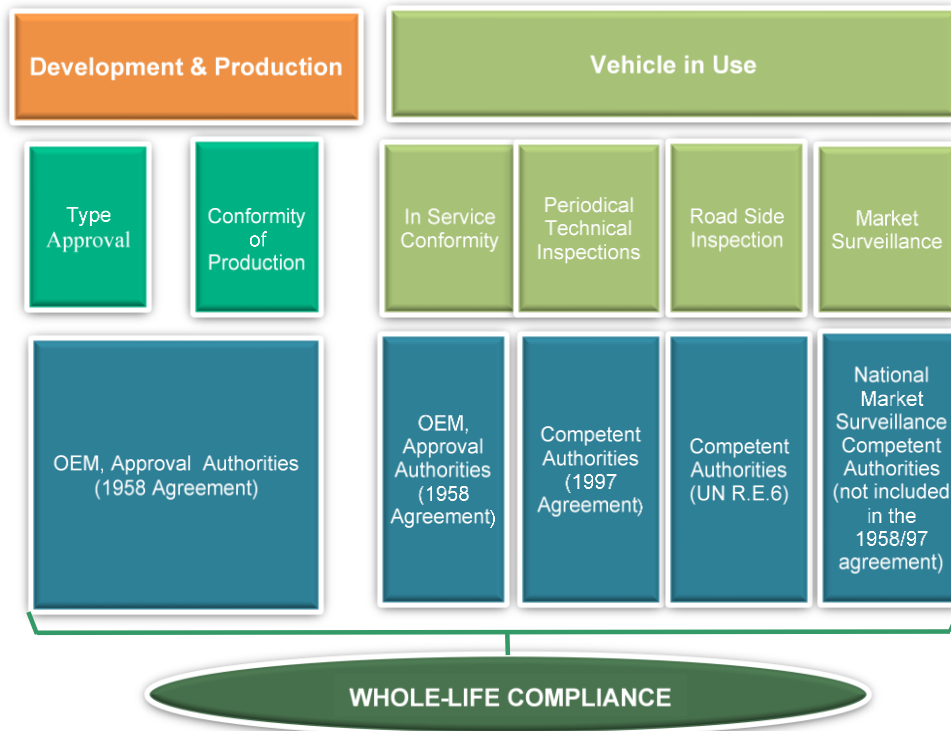 Development & Production
Vehicle in Use
Type
Approval
Conformity
of
Production
In Service
Conformity
Periodical
Technical
Inspections
Road Side
Inspection
Market
Surveillance
OEM, Approval Authorities
(1958 Agreement)
OEM,
Approval
Authorities
(1958
Agreement)
Competent
Authorities
(1997
Agreement)
Competent
Authorities
(UN R.E.6)
National
Market
Surveillance
Competent
Authorities
(not included
in the
1958/97
agreement)
WHOLE-LIFE COMPLIANCE